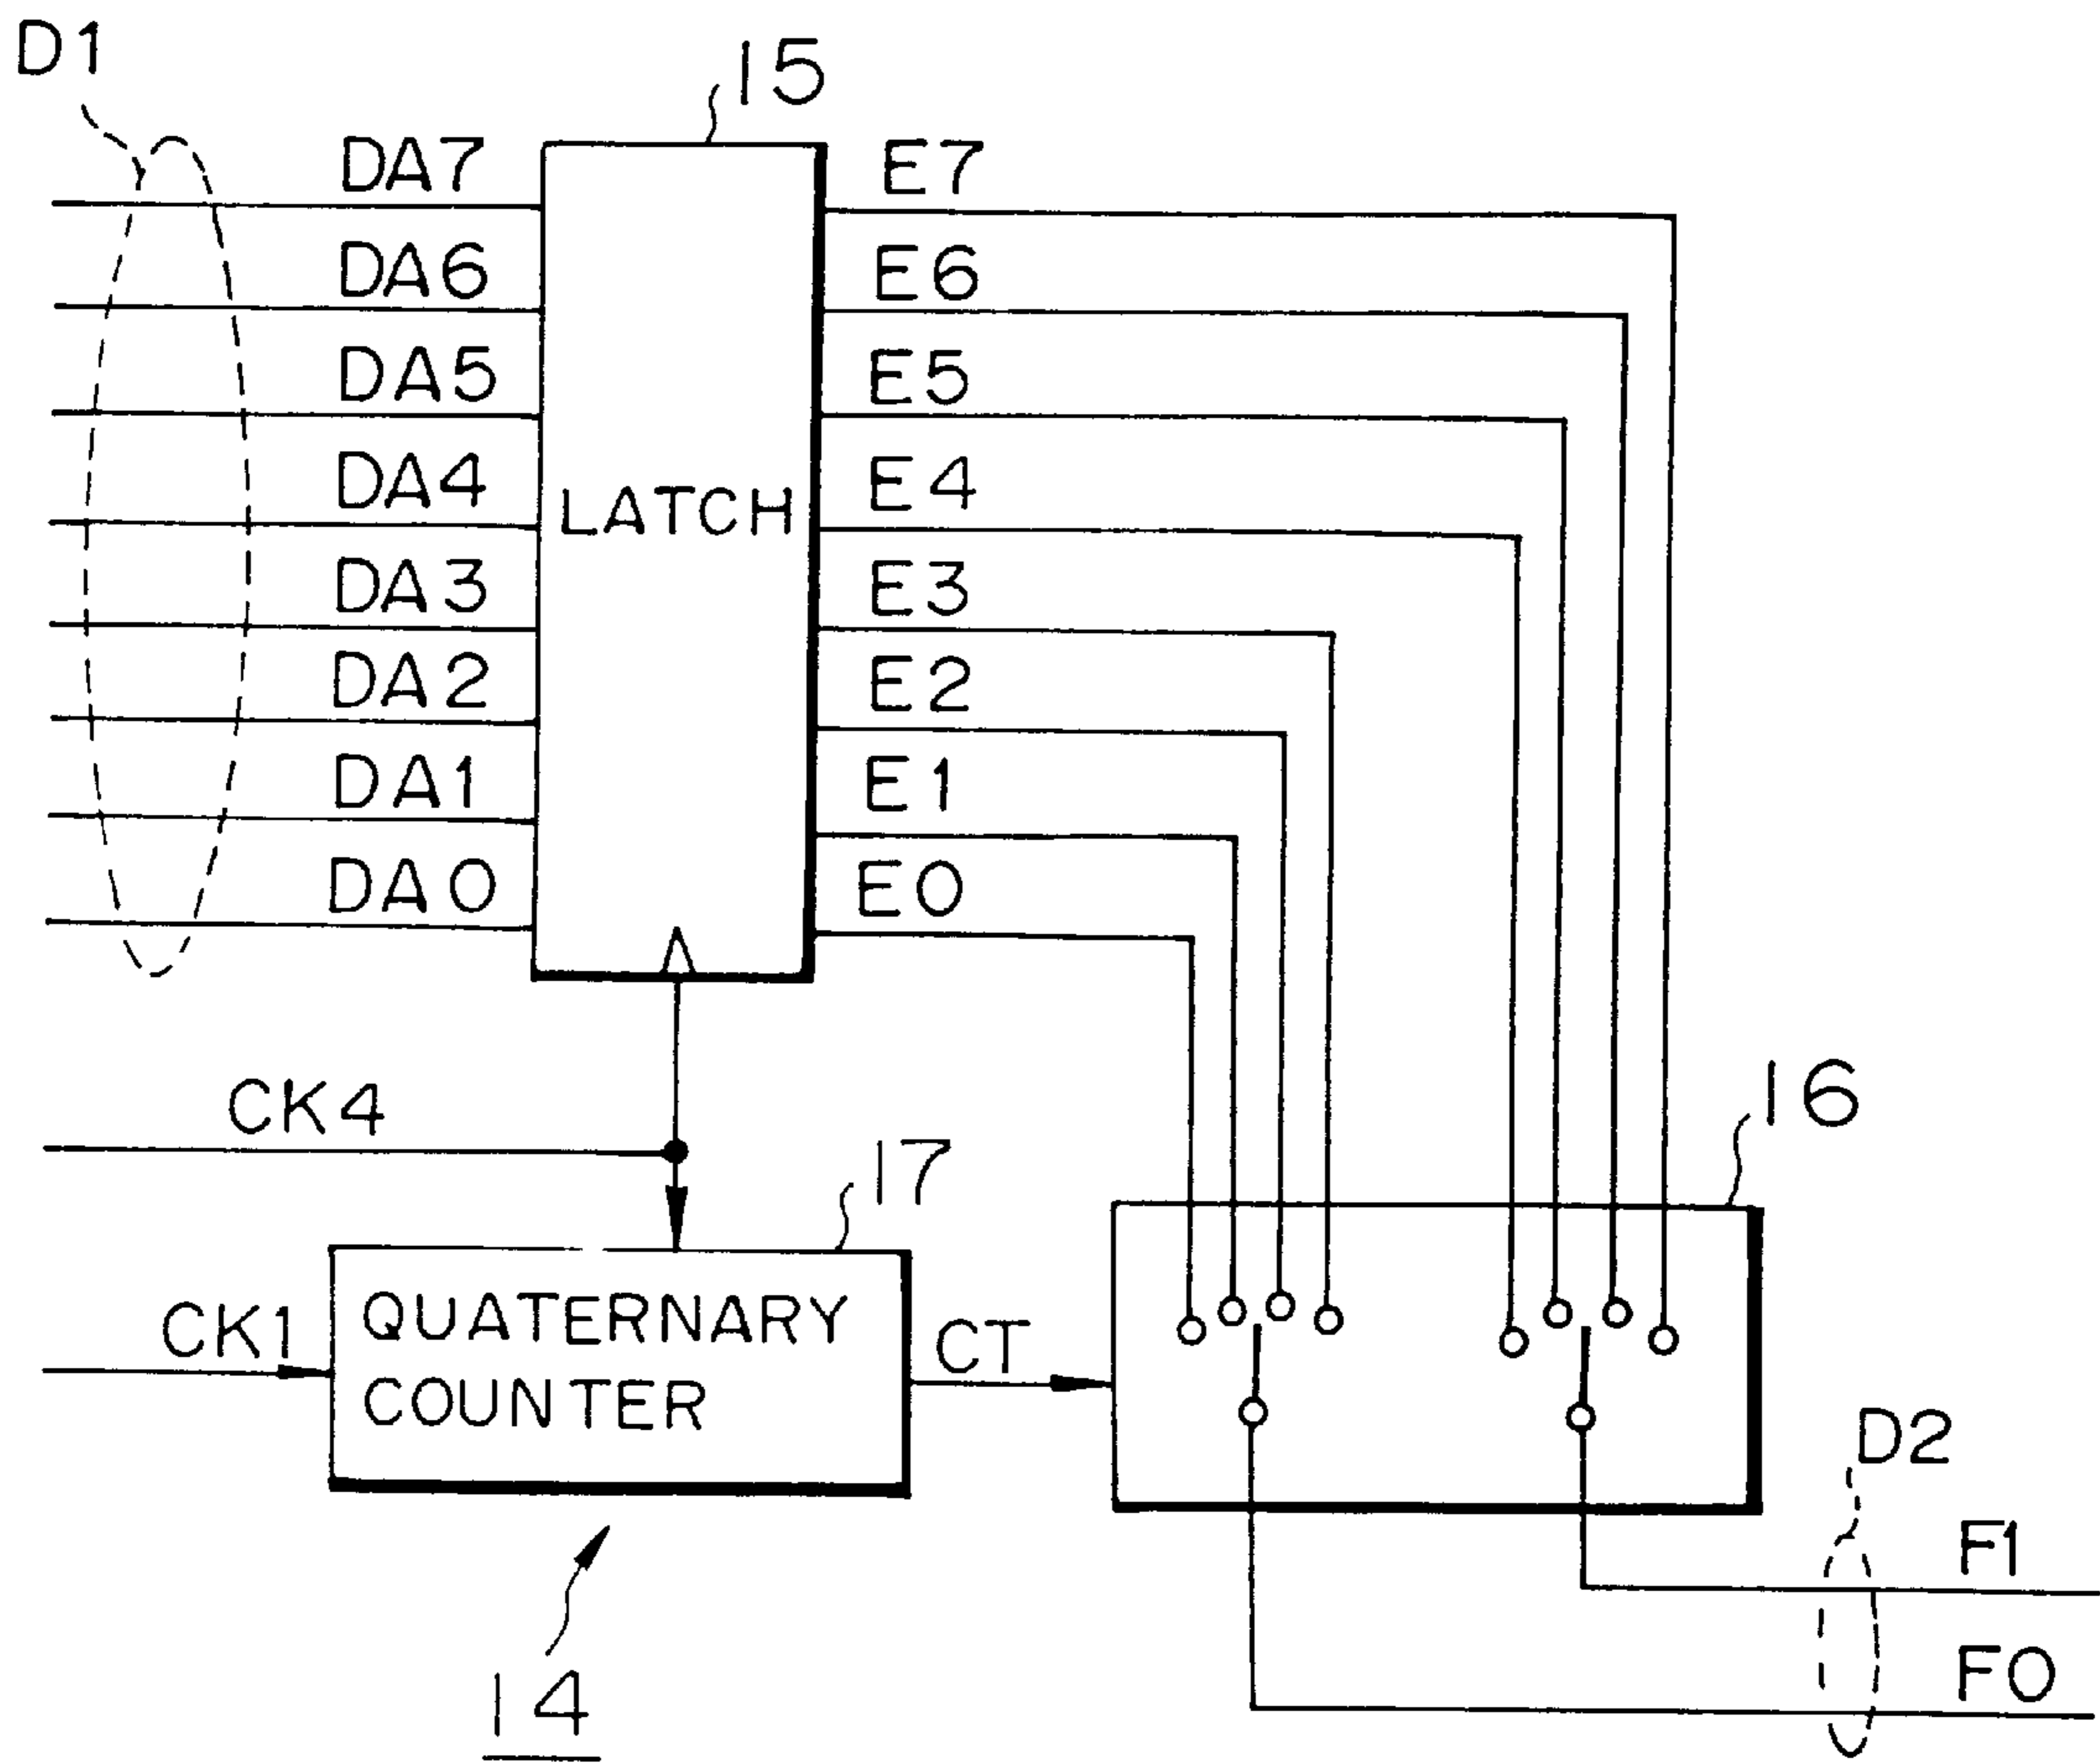 D1
15
DA7
E7
DA6
E6
DA5
E5
DA4
E4
LATCH
DA3
E3
DA2
E2
DA1
E1
DA0
E0
CK4
16
17
CK1
QUATERNARY
COUNTER
CT
D2
F1
F0
14